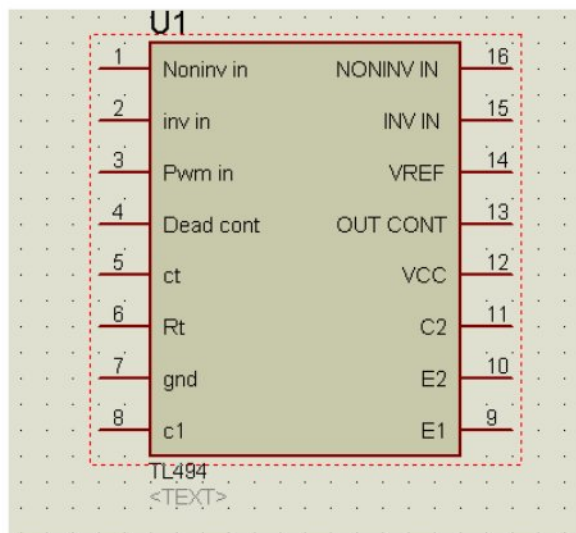 U1
1 Noninv in NONINV IN 16
2 inv in INV IN 15
3 Pwm in VREF 14
4 Dead cont OUT CONT 13
5 ct VCC 12
6 Rt C2 11
7 gnd E2 10
8 c1 E1 9
TL494
<TEXT>